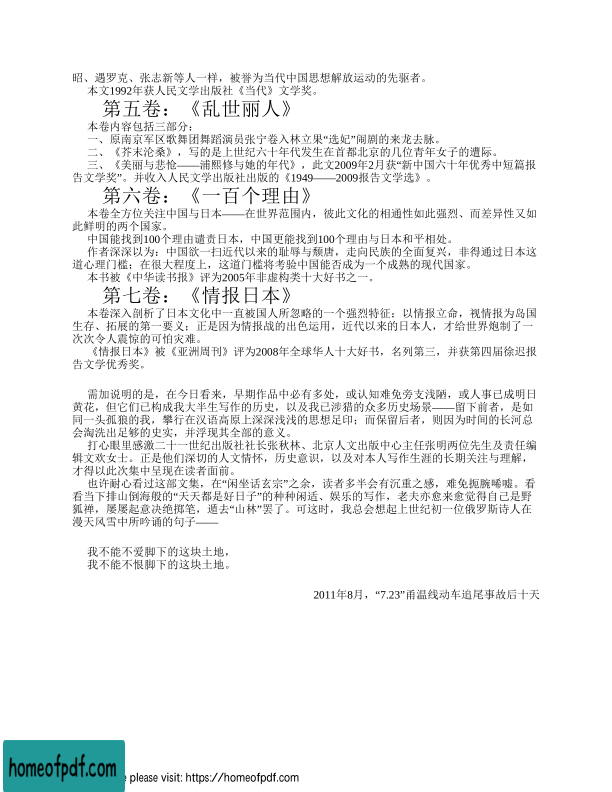 昭、遇罗克、张志新等人一样，被誉为当代中国思想解放运动的先驱者。
本文1992年获人民文学出版社《当代》文学奖。
第五卷：《乱世丽人》
本卷内容包括三部分：
一、原南京军区歌舞团舞蹈演员张宁卷入林立果“选妃”闹剧的来龙去脉。
二、《芥末沧桑》，写的是上世纪六十年代发生在首都北京的几位青年女子的遭际。
三、《美丽与悲怆——浦熙修与她的年代》，此文2009年2月获“新中国六十年优秀中短篇报
告文学奖”。并收入人民文学出版社出版的《1949——2009报告文学选》。
第六卷：《一百个理由》
本卷全方位关注中国与日本——在世界范围内，彼此文化的相通性如此强烈、而差异性又如
此鲜明的两个国家。
中国能找到100个理由谴责日本，中国更能找到100个理由与日本和平相处。
作者深深以为：中国欲一扫近代以来的耻辱与颓唐，走向民族的全面复兴，非得通过日本这
道心理门槛；在很大程度上，这道门槛将考验中国能否成为一个成熟的现代国家。
本书被《中华读书报》评为2005年非虚构类十大好书之一。
第七卷：《情报日本》
本卷深入剖析了日本文化中一直被国人所忽略的一个强烈特征：以情报立命，视情报为岛国
生存、拓展的第一要义；正是因为情报战的出色运用，近代以来的日本人，才给世界炮制了一
次次令人震惊的可怕灾难。
《情报日本》被《亚洲周刊》评为2008年全球华人十大好书，名列第三，并获第四届徐迟报
告文学优秀奖。
需加说明的是，在今日看来，早期作品中必有多处，或认知难免旁支浅陋，或人事已成明日
黄花，但它们已构成我大半生写作的历史，以及我已涉猎的众多历史场景——留下前者，是如
同一头孤狼的我，攀行在汉语高原上深深浅浅的思想足印；而保留后者，则因为时间的长河总
会淘洗出足够的史实，并浮现其全部的意义。
打心眼里感激二十一世纪出版社社长张秋林、北京人文出版中心主任张明两位先生及责任编
辑文欢女士。正是他们深切的人文情怀，历史意识，以及对本人写作生涯的长期关注与理解，
才得以此次集中呈现在读者面前。
也许耐心看过这部文集，在“闲坐话玄宗”之余，读者多半会有沉重之感，难免扼腕唏嘘。看
看当下排山倒海般的“天天都是好日子”的种种闲适、娱乐的写作，老夫亦愈来愈觉得自己是野
狐禅，屡屡起意决绝掷笔，遁去“山林”罢了。可这时，我总会想起上世纪初一位俄罗斯诗人在
漫天风雪中所吟诵的句子——
我不能不爱脚下的这块土地，
我不能不恨脚下的这块土地。
2011年8月，“7.23”甬温线动车追尾事故后十天
homeofpdf.com
e please visit: https://homeofpdf.com